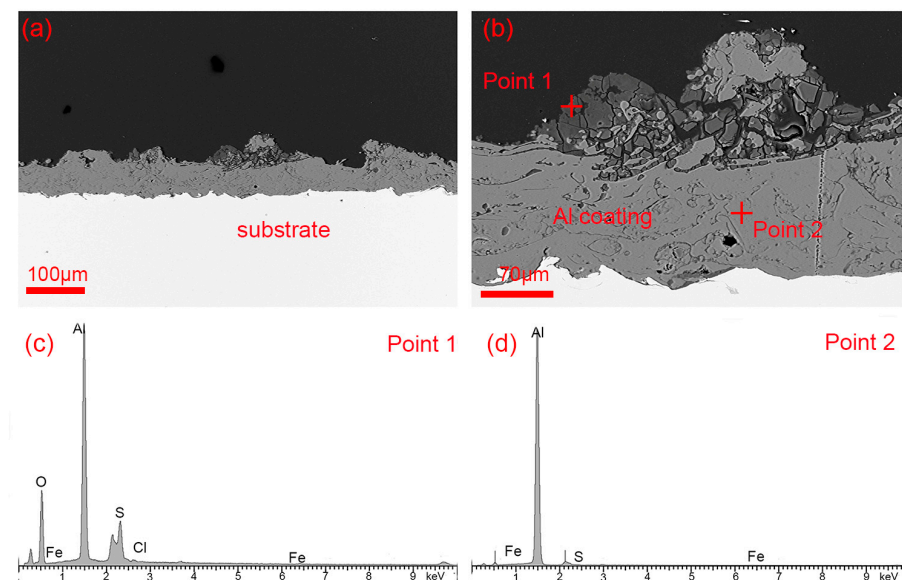 (a)
substrate
100μm
(b)
Point 1
Al coating
Point 2
70μm
(c)
Point 1
Al
O
S
Fe
Cl
Fe
1 2 3 4 5 6 7 8 9 keV
(d)
Point 2
Al
Fe
S
Fe
1 2 3 4 5 6 7 8 9 keV